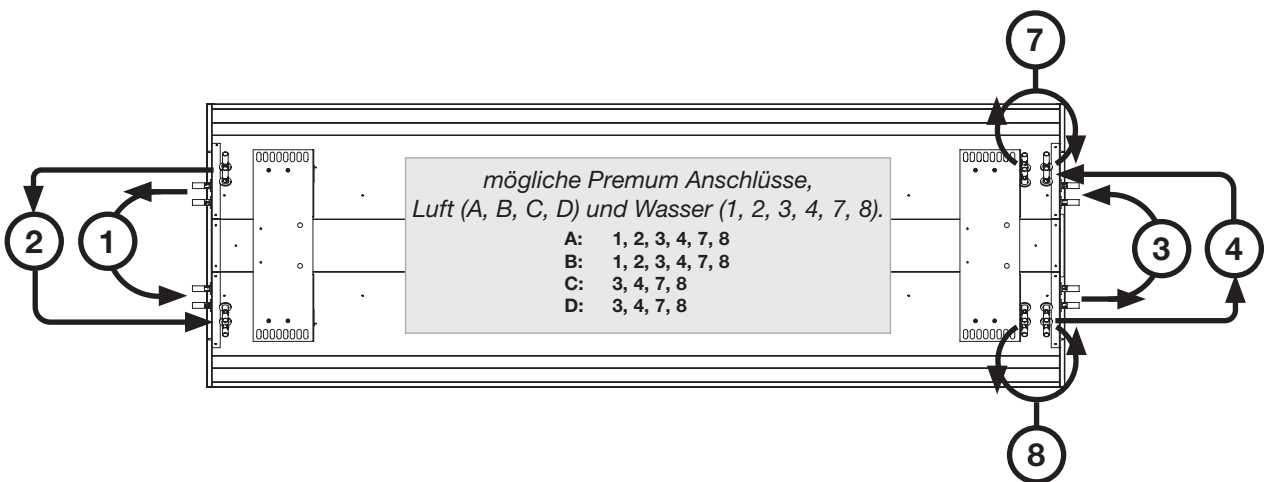 7
mögliche Premum Anschlüsse,
Luft (A, B, C, D) und Wasser (1, 2, 3, 4, 7, 8).
A: 1, 2, 3, 4, 7, 8
B: 1, 2, 3, 4, 7, 8
C: 3, 4, 7, 8
D: 3, 4, 7, 8
2
1
3
4
8